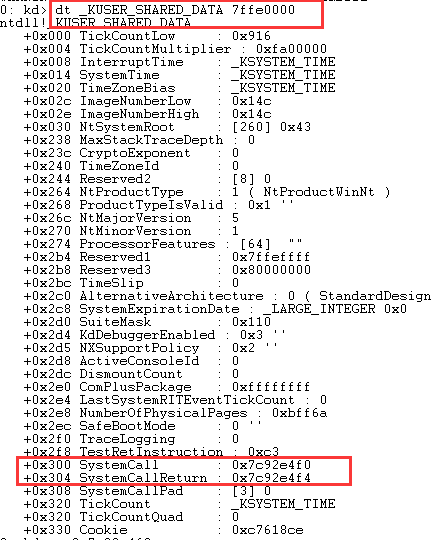 0: kd> dt _KUSER_SHARED_DATA 7ffe0000
ntdll!_KUSER_SHARED_DATA
+0x000 TickCountLow : 0x916
+0x004 TickCountMultiplier : 0xfa00000
+0x008 InterruptTime : _KSYSTEM_TIME
+0x014 SystemTime : _KSYSTEM_TIME
+0x020 TimeZoneBias : _KSYSTEM_TIME
+0x02c ImageNumberLow : 0x14c
+0x02e ImageNumberHigh : 0x14c
+0x030 NtSystemRoot : [260] 0x43
+0x238 MaxStackTraceDepth : 0
+0x23c CryptoExponent : 0
+0x240 TimeZoneId : 0
+0x244 Reserved2 : [8] 0
+0x264 NtProductType : 1 ( NtProductWinNt )
+0x268 ProductTypeIsValid : 0x1 ''
+0x26c NtMajorVersion : 5
+0x270 NtMinorVersion : 1
+0x274 ProcessorFeatures : [64] ""
+0x2b4 Reserved1 : 0x7ffeffff
+0x2b8 Reserved3 : 0x80000000
+0x2bc TimeSlip : 0
+0x2c0 AlternativeArchitecture : 0 ( StandardDesign
+0x2c8 SystemExpirationDate : _LARGE_INTEGER 0x0
+0x2d0 SuiteMask : 0x110
+0x2d4 KdDebuggerEnabled : 0x3 ''
+0x2d5 NXSupportPolicy : 0x2 ''
+0x2d8 ActiveConsoleId : 0
+0x2dc DismountCount : 0
+0x2e0 ComPlusPackage : 0xffffffff
+0x2e4 LastSystemRITEventTickCount : 0
+0x2e8 NumberOfPhysicalPages : 0xbff6a
+0x2ec SafeBootMode : 0 ''
+0x2f0 TraceLogging : 0
+0x2f8 TestRetInstruction : 0xc3
+0x300 SystemCall : 0x7c92e4f0
+0x304 SystemCallReturn : 0x7c92e4f4
+0x308 SystemCallPad : [3] 0
+0x320 TickCount : _KSYSTEM_TIME
+0x320 TickCountQuad : 0
+0x330 Cookie : 0xc7618ce